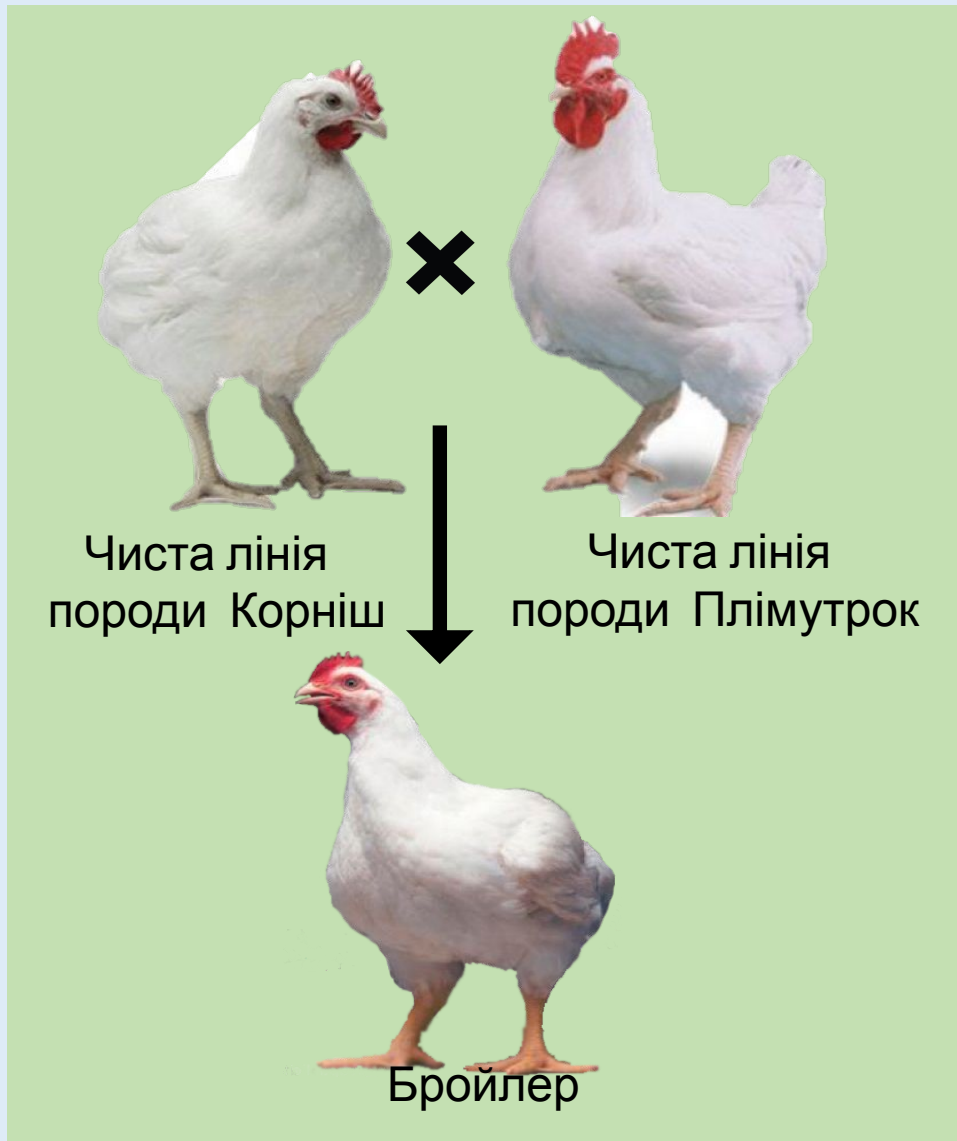 Чиста лінія
породи Корніш
Чиста лінія
породи Плімутрок
Бройлер